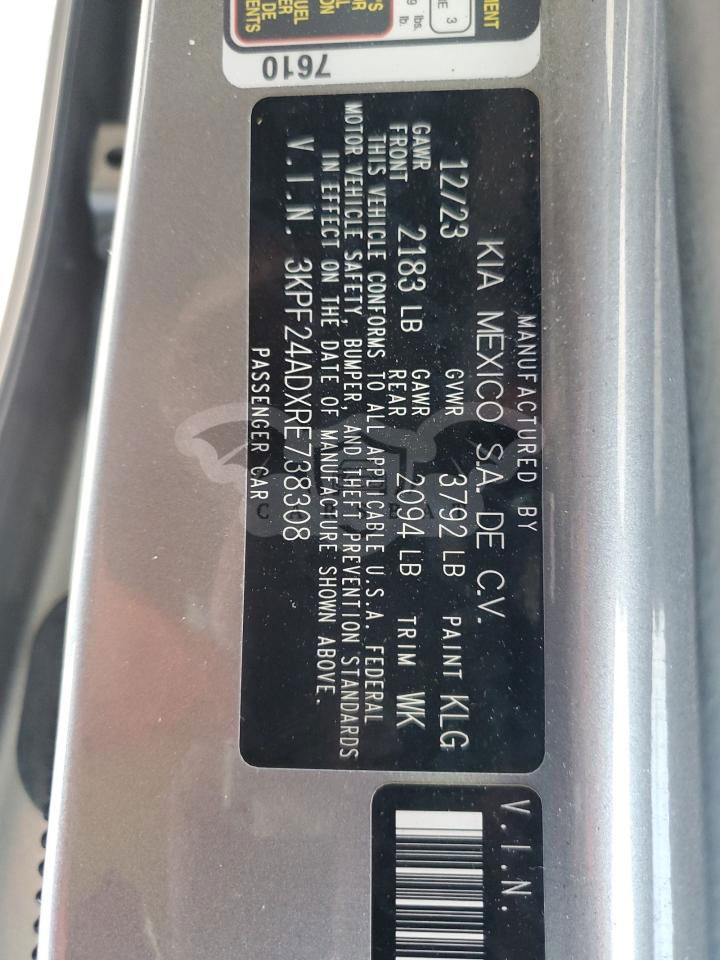 MANUFACTURED BY
KIA MEXICO S.A. DE C.V.
12/23 GVWR 3792 LB PAINT KLG
GAWR FRONT 2183 LB GAWR REAR 2094 LB TRIM WK
THIS VEHICLE CONFORMS TO ALL APPLICABLE U.S.A. FEDERAL
MOTOR VEHICLE SAFETY, BUMPER, AND THEFT PREVENTION STANDARDS
IN EFFECT ON THE DATE OF MANUFACTURE SHOWN ABOVE.
V.I.N. 3KPF24ADXRE738308
PASSENGER CAR
7610
V.I.N.